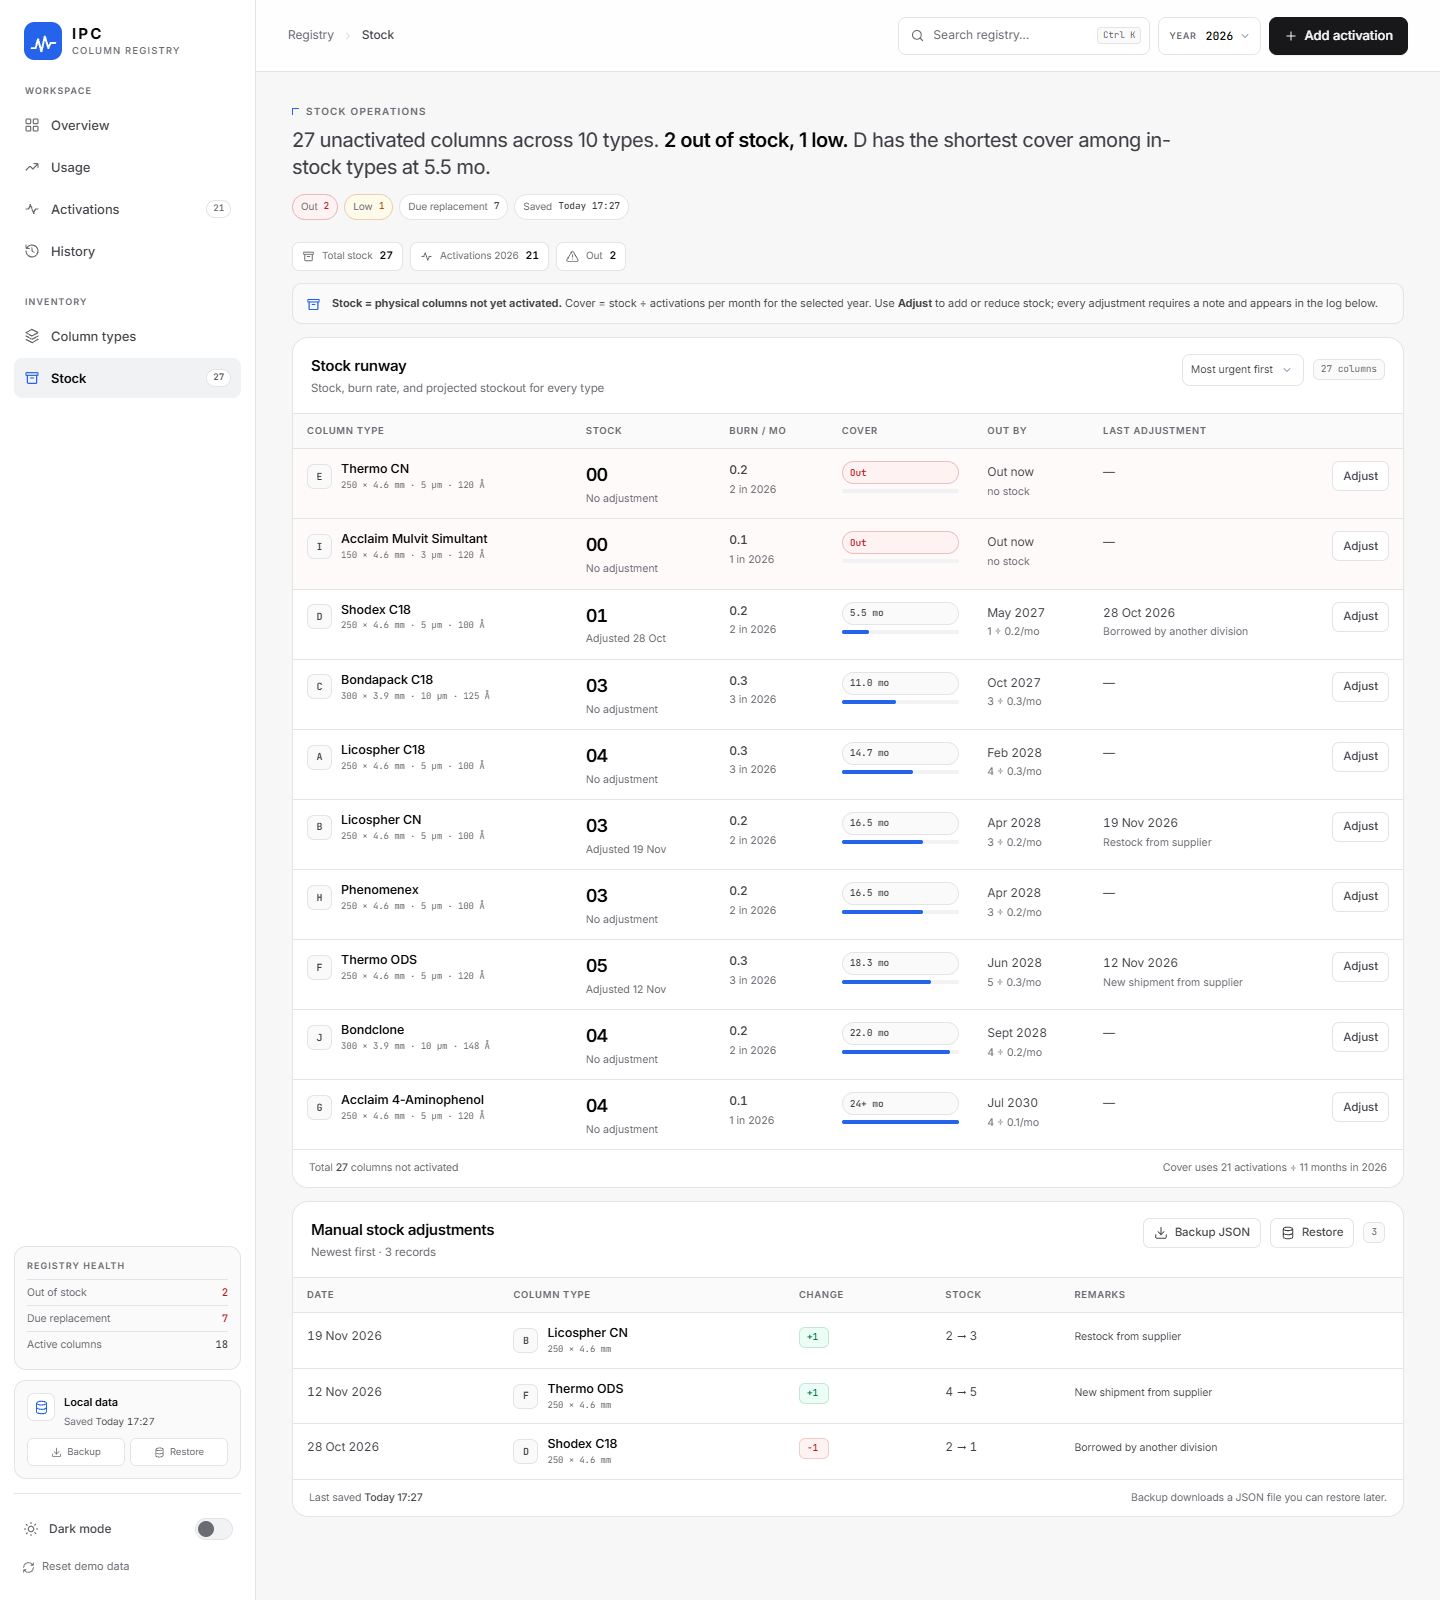 IPC
COLUMN REGISTRY
WORKSPACE
Overview
Usage
Activations 21
History
INVENTORY
Column types
Stock 27
REGISTRY HEALTH
Out of stock 2
Due replacement 7
Active columns 18
Local data
Saved Today 17:27
Backup Restore
Dark mode
Reset demo data
Registry Stock
Search registry... Ctrl K
YEAR 2026
Add activation
STOCK OPERATIONS
27 unactivated columns across 10 types. 2 out of stock, 1 low. D has the shortest cover among in-
stock types at 5.5 mo.
Out 2 Low 1 Due replacement 7 Saved Today 17:27
Total stock 27 Activations 2026 21 Out 2
Stock = physical columns not yet activated. Cover = stock ÷ activations per month for the selected year. Use Adjust to add or reduce stock; every adjustment requires a note and appears in the log below.
Stock runway
Stock, burn rate, and projected stockout for every type
Most urgent first 27 columns
COLUMN TYPE STOCK BURN / MO COVER OUT BY LAST ADJUSTMENT
E Thermo CN 00 0.2 Out Out now — Adjust
250 × 4.6 mm · 5 µm · 120 Å No adjustment 2 in 2026 no stock
I Acclaim Mulvit Simultant 00 0.1 Out Out now — Adjust
150 × 4.6 mm · 3 µm · 120 Å No adjustment 1 in 2026 no stock
D Shodex C18 01 0.2 5.5 mo May 2027 28 Oct 2026 Adjust
250 × 4.6 mm · 5 µm · 100 Å Adjusted 28 Oct 2 in 2026 1 ÷ 0.2/mo Borrowed by another division
C Bondapack C18 03 0.3 11.0 mo Oct 2027 — Adjust
300 × 3.9 mm · 10 µm · 125 Å No adjustment 3 in 2026 3 ÷ 0.3/mo
A Licospher C18 04 0.3 14.7 mo Feb 2028 — Adjust
250 × 4.6 mm · 5 µm · 100 Å No adjustment 3 in 2026 4 ÷ 0.3/mo
B Licospher CN 03 0.2 16.5 mo Apr 2028 19 Nov 2026 Adjust
250 × 4.6 mm · 5 µm · 100 Å Adjusted 19 Nov 2 in 2026 3 ÷ 0.2/mo Restock from supplier
H Phenomenex 03 0.2 16.5 mo Apr 2028 — Adjust
250 × 4.6 mm · 5 µm · 100 Å No adjustment 2 in 2026 3 ÷ 0.2/mo
F Thermo ODS 05 0.3 18.3 mo Jun 2028 12 Nov 2026 Adjust
250 × 4.6 mm · 5 µm · 120 Å Adjusted 12 Nov 3 in 2026 5 ÷ 0.3/mo New shipment from supplier
J Bondclone 04 0.2 22.0 mo Sept 2028 — Adjust
300 × 3.9 mm · 10 µm · 148 Å No adjustment 2 in 2026 4 ÷ 0.2/mo
G Acclaim 4-Aminophenol 04 0.1 24+ mo Jul 2030 — Adjust
250 × 4.6 mm · 5 µm · 120 Å No adjustment 1 in 2026 4 ÷ 0.1/mo
Total 27 columns not activated Cover uses 21 activations ÷ 11 months in 2026
Manual stock adjustments
Newest first · 3 records
Backup JSON Restore 3
DATE COLUMN TYPE CHANGE STOCK REMARKS
19 Nov 2026 B Licospher CN +1 2 → 3 Restock from supplier
250 × 4.6 mm
12 Nov 2026 F Thermo ODS +1 4 → 5 New shipment from supplier
250 × 4.6 mm
28 Oct 2026 D Shodex C18 -1 2 → 1 Borrowed by another division
250 × 4.6 mm
Last saved Today 17:27 Backup downloads a JSON file you can restore later.